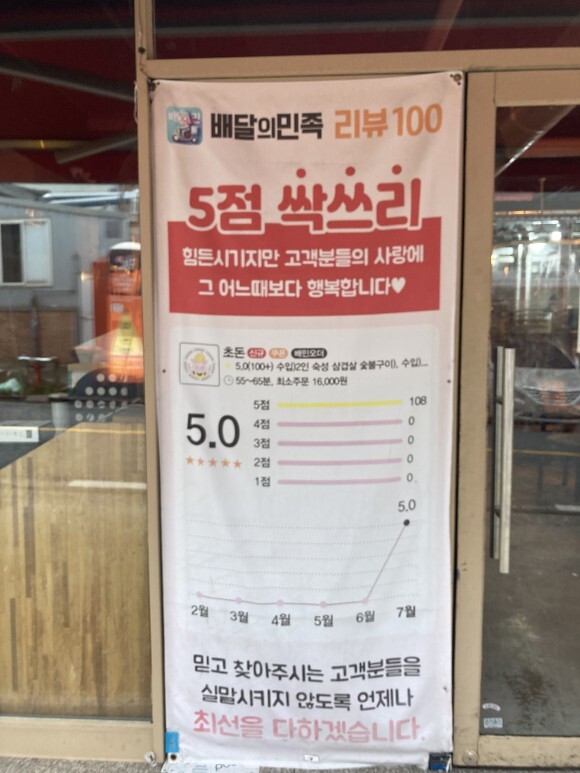 배달의민족 리뷰 100
5점 싹쓰리
힘든시기지만 고객분들의 사랑에
그 어느때보다 행복합니다♥
초돈 신규 쿠폰 배민오더
5.0(100+) 수입)2인 숙성 삼겹살 숯불구이), 수입)...
55~65분, 최소주문 16,000원
5.0
5점 108
4점 0
3점 0
2점 0
1점 0
5.0
2월 3월 4월 5월 6월 7월
믿고 찾아주시는 고객분들을
실말시키지 않도록 언제나
최선을 다하겠습니다.